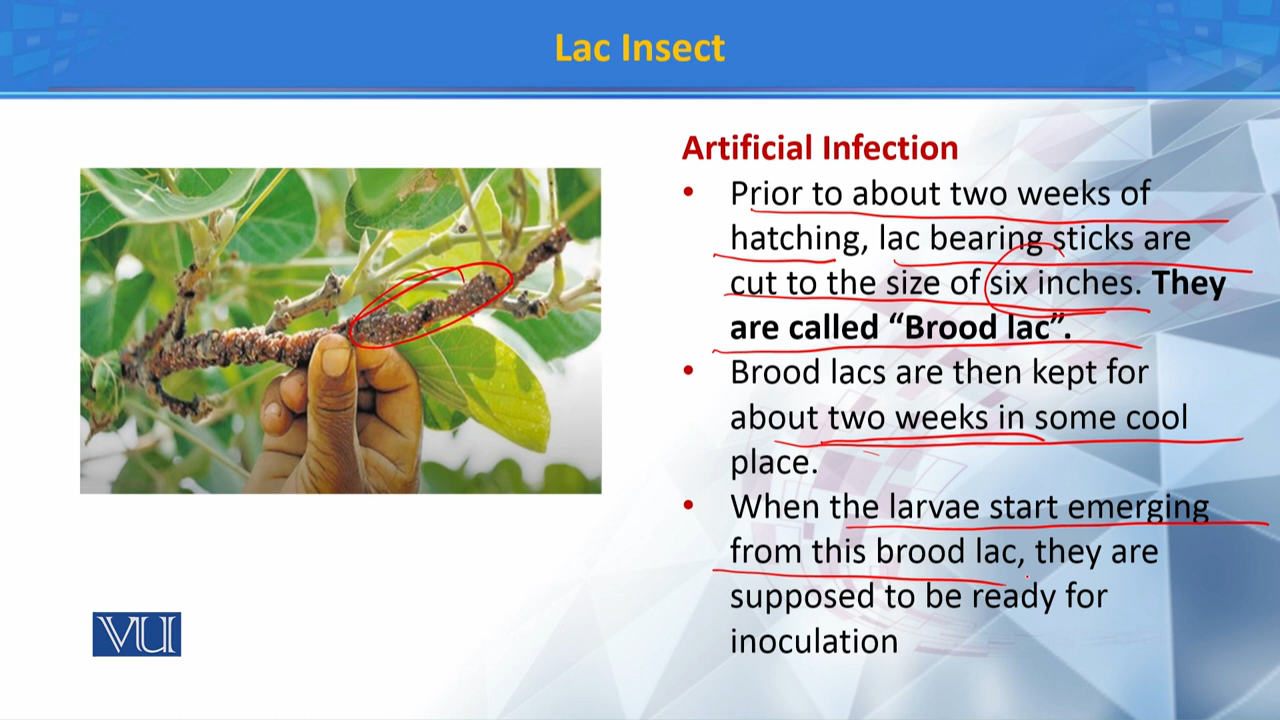 Lac Insect
Artificial Infection
• Prior to about two weeks of
hatching, lac bearing sticks are
cut to the size of six inches. They
are called “Brood lac”.
• Brood lacs are then kept for
about two weeks in some cool
place.
• When the larvae start emerging
from this brood lac, they are
supposed to be ready for
inoculation
VU